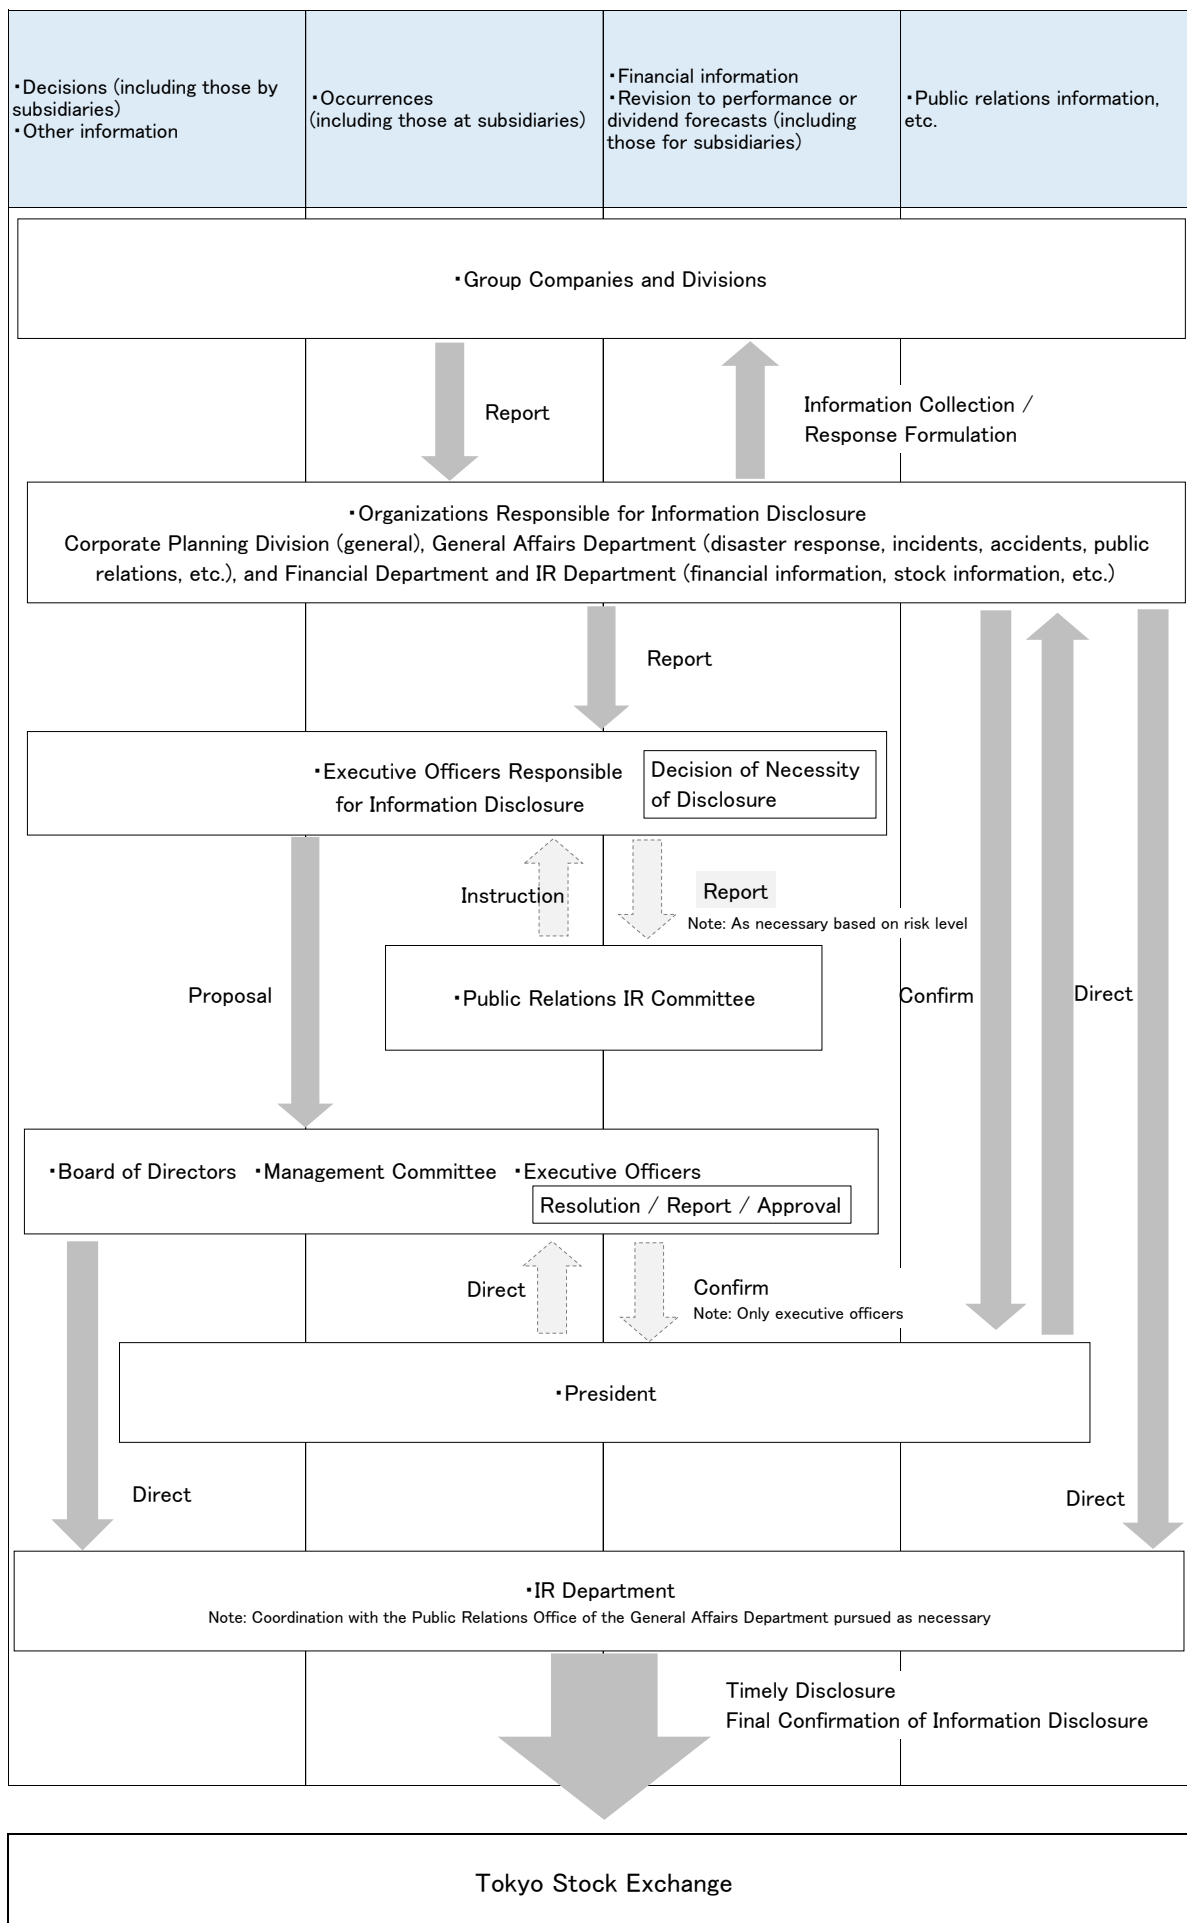 ・Decisions (including those by
subsidiaries)
・Other information
・Occurrences
(including those at subsidiaries)
・Financial information
・Revision to performance or
dividend forecasts (including
those for subsidiaries)
・Public relations information,
etc.
・Group Companies and Divisions
Report
Information Collection /
Response Formulation
・Organizations Responsible for Information Disclosure
Corporate Planning Division (general), General Affairs Department (disaster response, incidents, accidents, public
relations, etc.), and Financial Department and IR Department (financial information, stock information, etc.)
Report
・Executive Officers Responsible
for Information Disclosure
Decision of Necessity
of Disclosure
Instruction
Report
Note: As necessary based on risk level
Proposal
・Public Relations IR Committee
Confirm
Direct
・Board of Directors ・Management Committee ・Executive Officers
Resolution / Report / Approval
Direct
Confirm
Note: Only executive officers
・President
Direct
Direct
・IR Department
Note: Coordination with the Public Relations Office of the General Affairs Department pursued as necessary
Timely Disclosure
Final Confirmation of Information Disclosure
Tokyo Stock Exchange